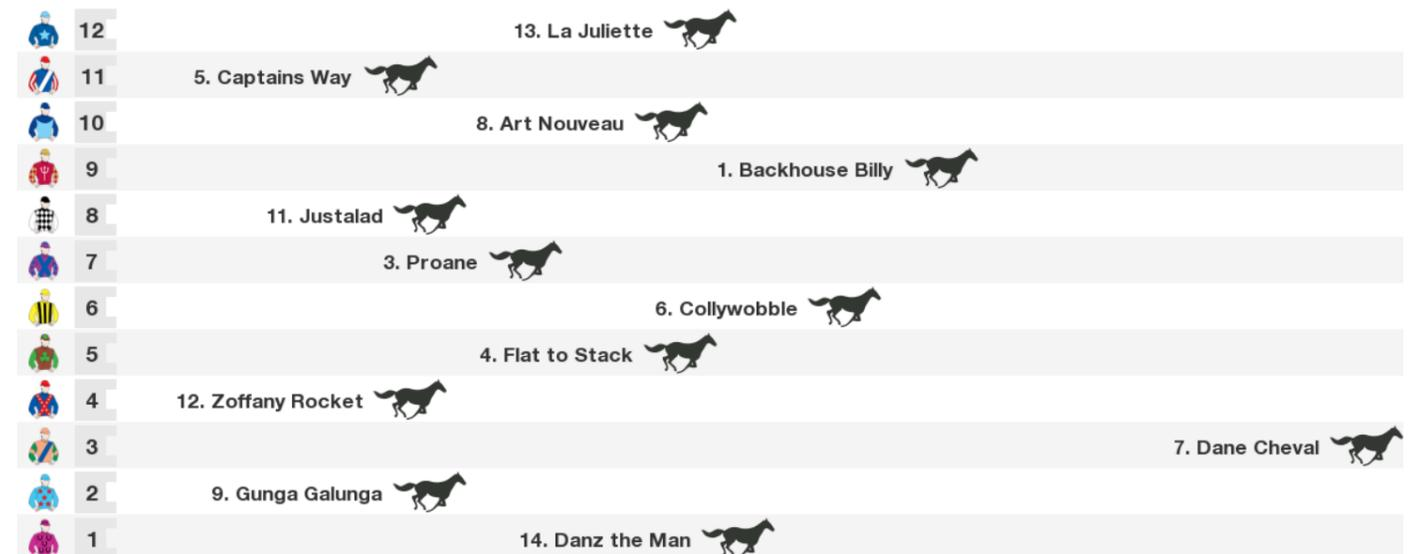 12 13. La Juliette
11 5. Captains Way
10 8. Art Nouveau
9 1. Backhouse Billy
8 11. Justalad
7 3. Proane
6 6. Collywobble
5 4. Flat to Stack
4 12. Zoffany Rocket
3 7. Dane Cheval
2 9. Gunga Galunga
1 14. Danz the Man